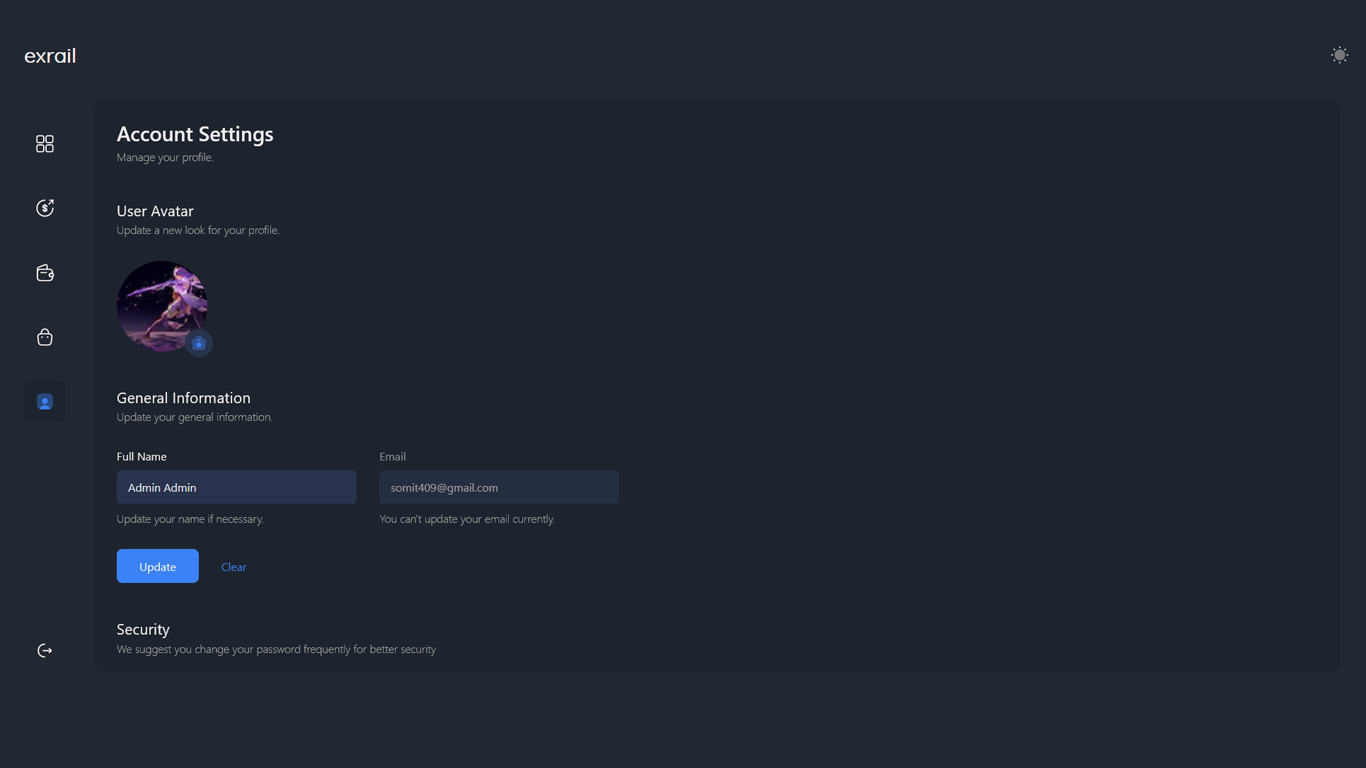 exrail
Account Settings
Manage your profile.
User Avatar
Update a new look for your profile.
General Information
Update your general information.
Full Name
Email
Admin Admin
somit409@gmail.com
Update your name if necessary.
You can't update your email currently.
Update
Clear
Security
We suggest you change your password frequently for better security